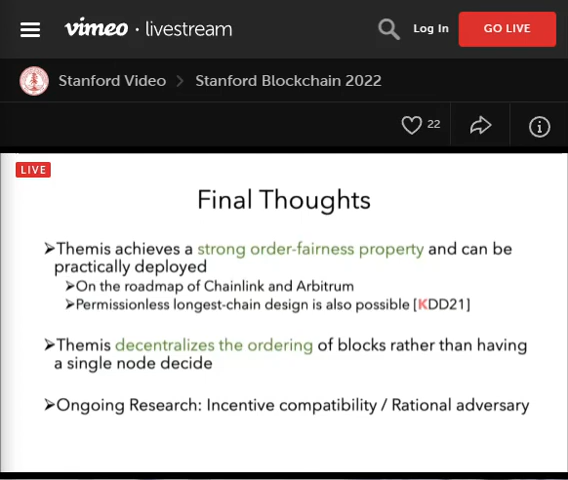 vimeo · livestream
Log In
GO LIVE
Stanford Video > Stanford Blockchain 2022
22
LIVE
Final Thoughts
➢Themis achieves a strong order-fairness property and can be
practically deployed
➢On the roadmap of Chainlink and Arbitrum
➢Permissionless longest-chain design is also possible [KDD21]
➢Themis decentralizes the ordering of blocks rather than having
a single node decide
➢Ongoing Research: Incentive compatibility / Rational adversary